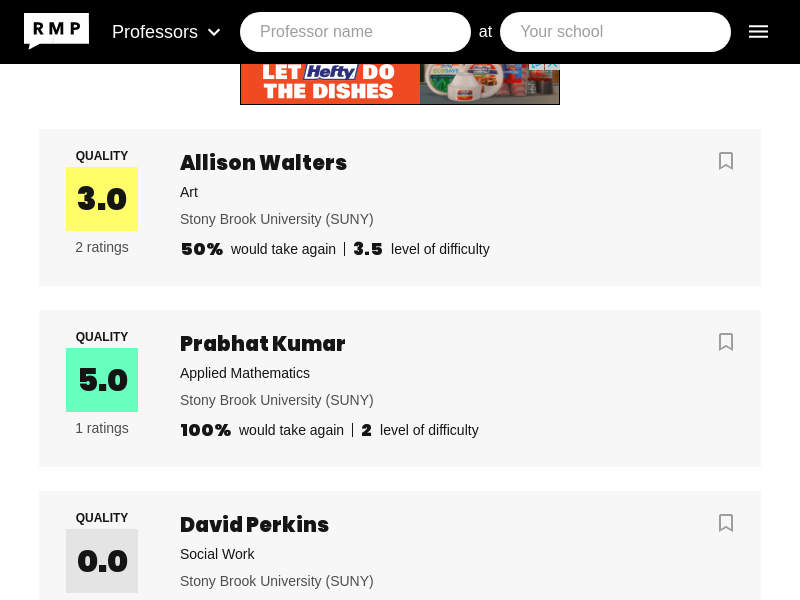 RMP
Professors
Professor name
at
Your school
LET Hefty DO
THE DISHES
ECOSAVE
QUALITY
3.0
2 ratings
Allison Walters
Art
Stony Brook University (SUNY)
50% would take again | 3.5 level of difficulty
QUALITY
5.0
1 ratings
Prabhat Kumar
Applied Mathematics
Stony Brook University (SUNY)
100% would take again | 2 level of difficulty
QUALITY
0.0
David Perkins
Social Work
Stony Brook University (SUNY)